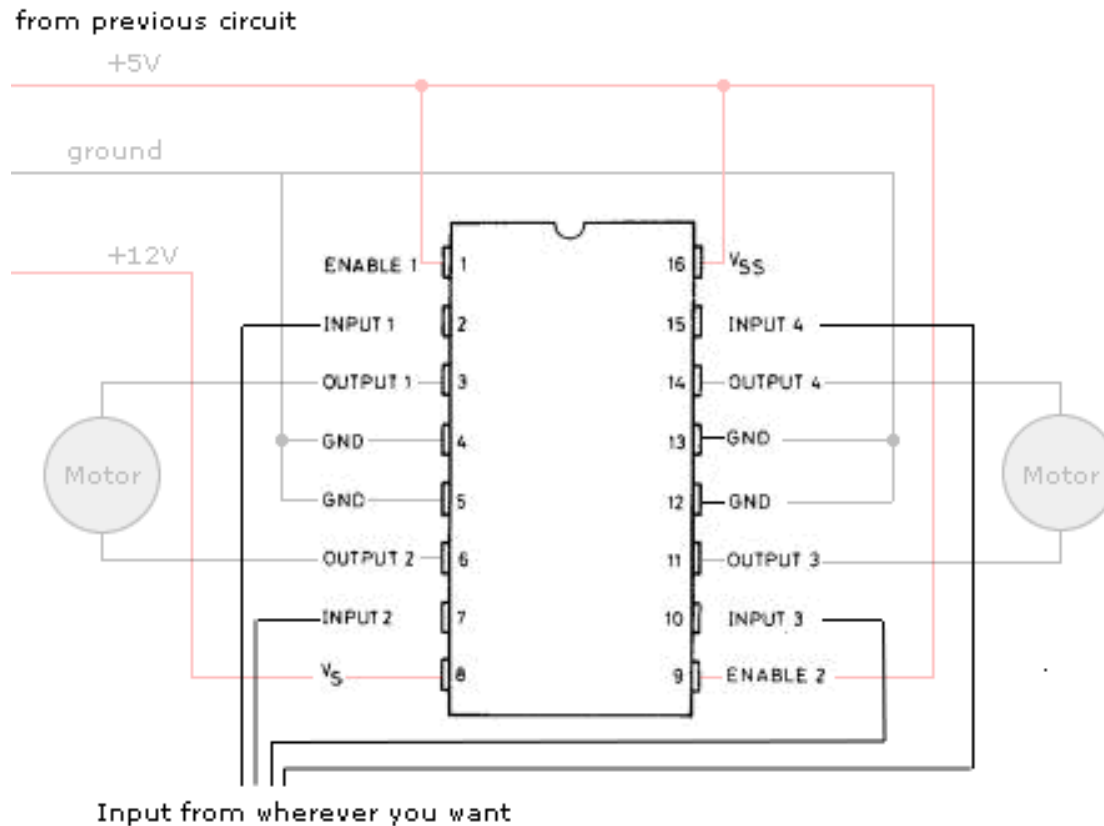 from previous circuit
+5V
ground
+12V
ENABLE 1 1 16 VSS
INPUT 1 2 15 INPUT 4
OUTPUT 1 3 14 OUTPUT 4
GND 4 13 GND
Motor Motor
GND 5 12 GND
OUTPUT 2 6 11 OUTPUT 3
INPUT 2 7 10 INPUT 3
VS 8 9 ENABLE 2
Input from wherever you want